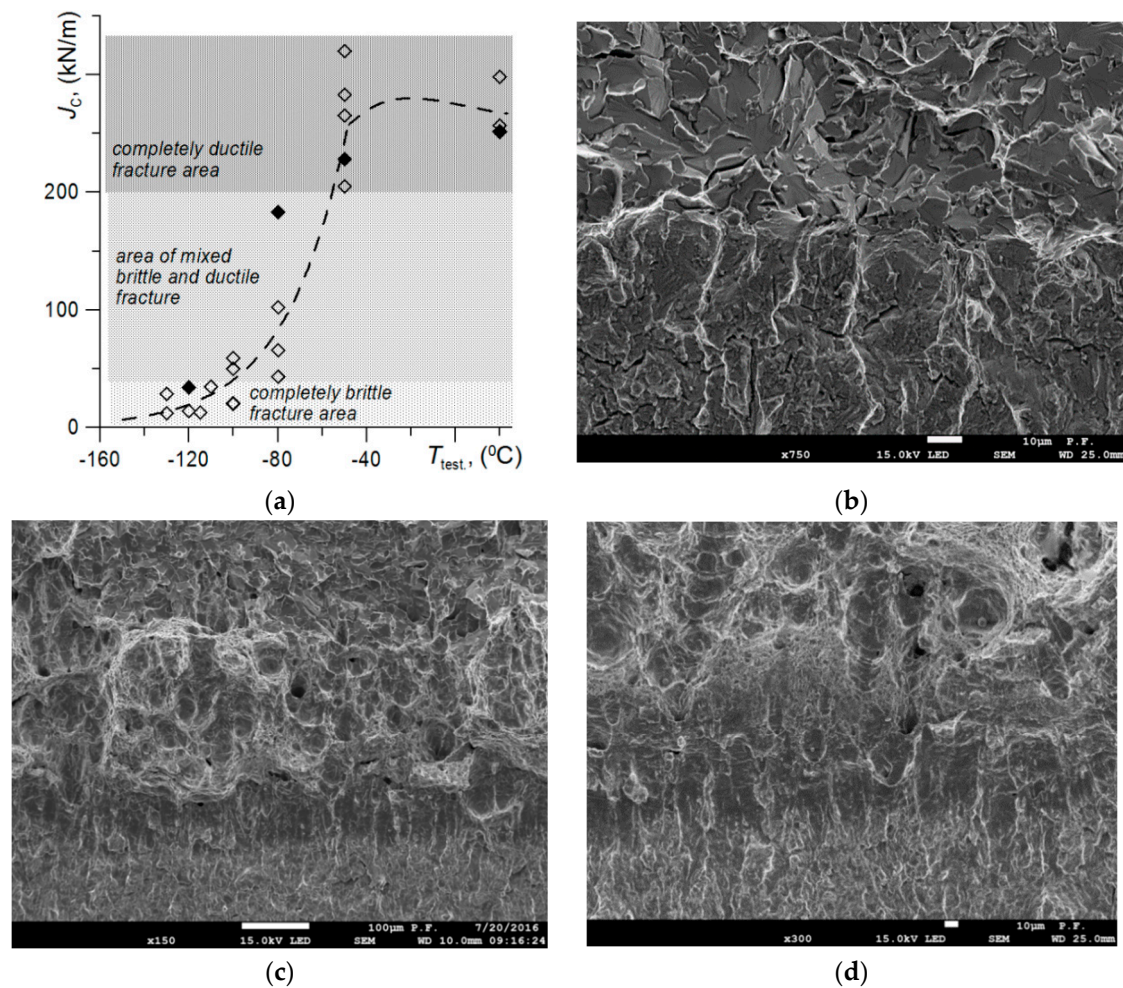 J_C, (kN/m)
completely ductile
fracture area
200
area of mixed
brittle and ductile
fracture
100
completely brittle
fracture area
0
-160 -120 -80 -40 T_test., (⁰C)
(a)
10µm P.F.
x750 15.0kV LED SEM WD 25.0mm
(b)
100µm P.F. 7/20/2016
x150 15.0kV LED SEM WD 10.0mm 09:16:24
(c)
10µm P.F.
x300 15.0kV LED SEM WD 25.0mm
(d)